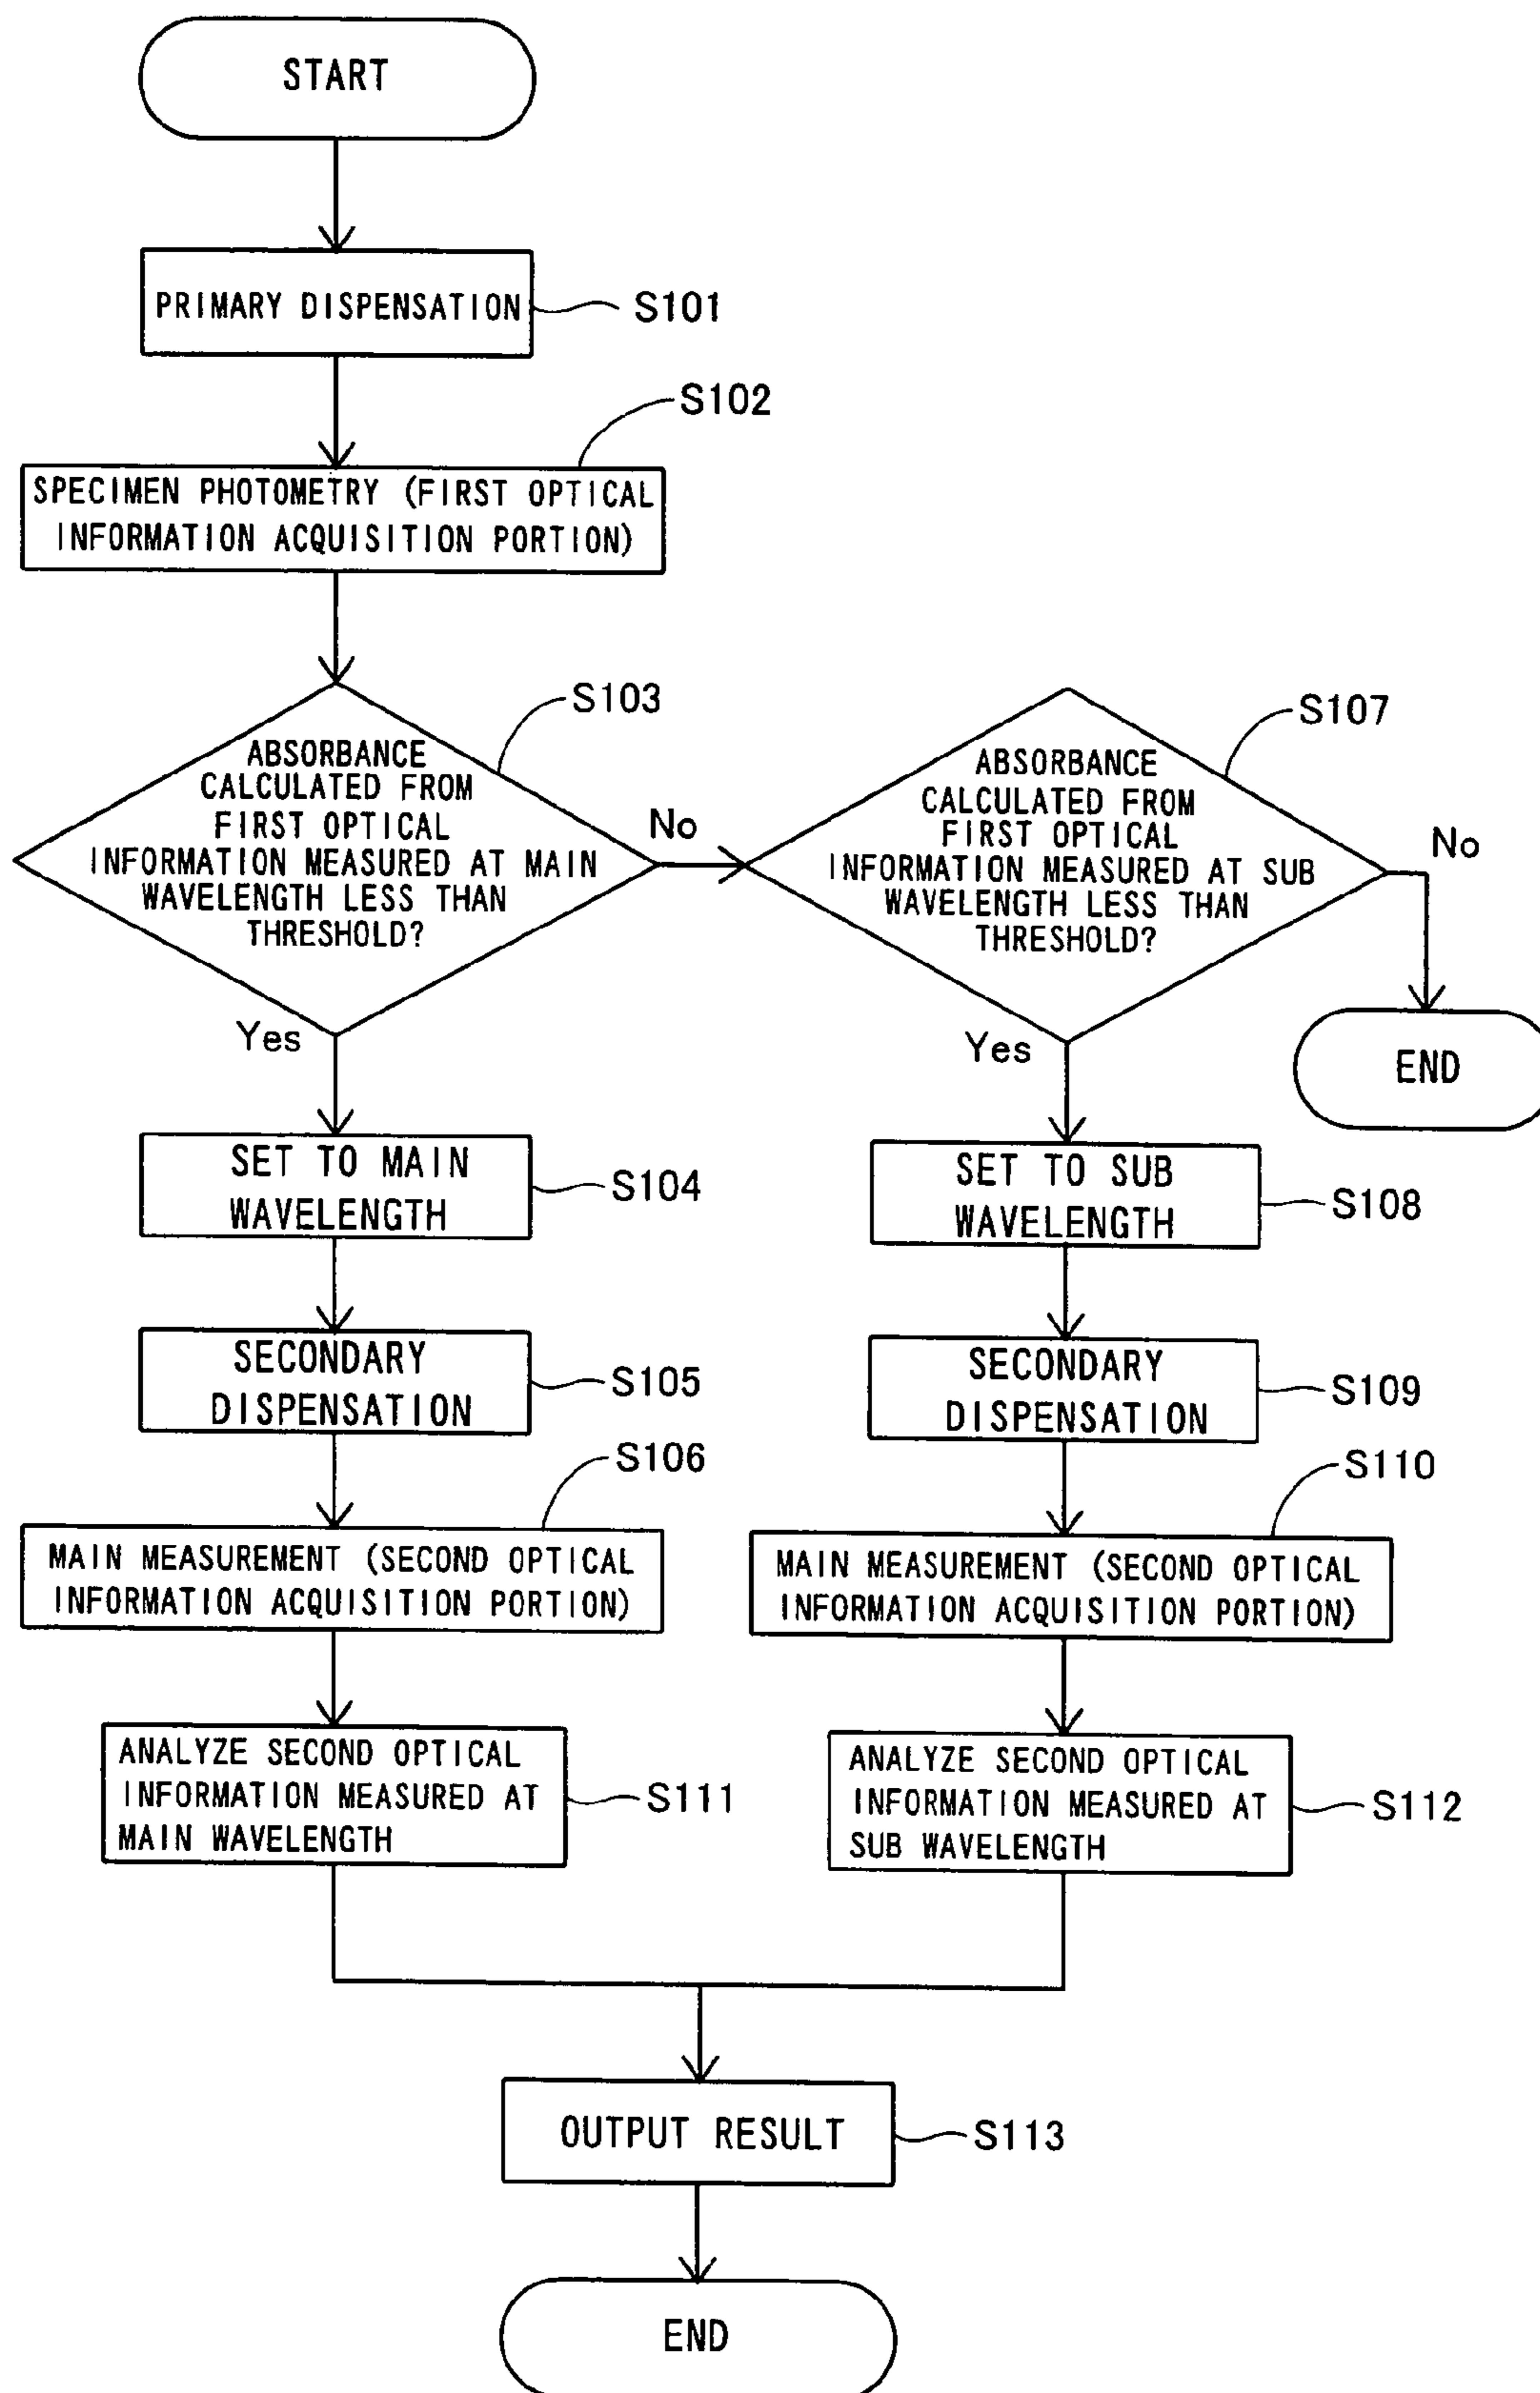 START
PRIMARY DISPENSATION
S101
S102
SPECIMEN PHOTOMETRY (FIRST OPTICAL
INFORMATION ACQUISITION PORTION)
S103
ABSORBANCE
CALCULATED FROM
FIRST OPTICAL
INFORMATION MEASURED AT MAIN
WAVELENGTH LESS THAN
THRESHOLD?
No
Yes
S107
ABSORBANCE
CALCULATED FROM
FIRST OPTICAL
INFORMATION MEASURED AT SUB
WAVELENGTH LESS THAN
THRESHOLD?
No
Yes
END
SET TO MAIN
WAVELENGTH
S104
SET TO SUB
WAVELENGTH
S108
SECONDARY
DISPENSATION
S105
SECONDARY
DISPENSATION
S109
S106
MAIN MEASUREMENT (SECOND OPTICAL
INFORMATION ACQUISITION PORTION)
S110
MAIN MEASUREMENT (SECOND OPTICAL
INFORMATION ACQUISITION PORTION)
ANALYZE SECOND OPTICAL
INFORMATION MEASURED AT
MAIN WAVELENGTH
S111
ANALYZE SECOND OPTICAL
INFORMATION MEASURED AT
SUB WAVELENGTH
S112
OUTPUT RESULT
S113
END